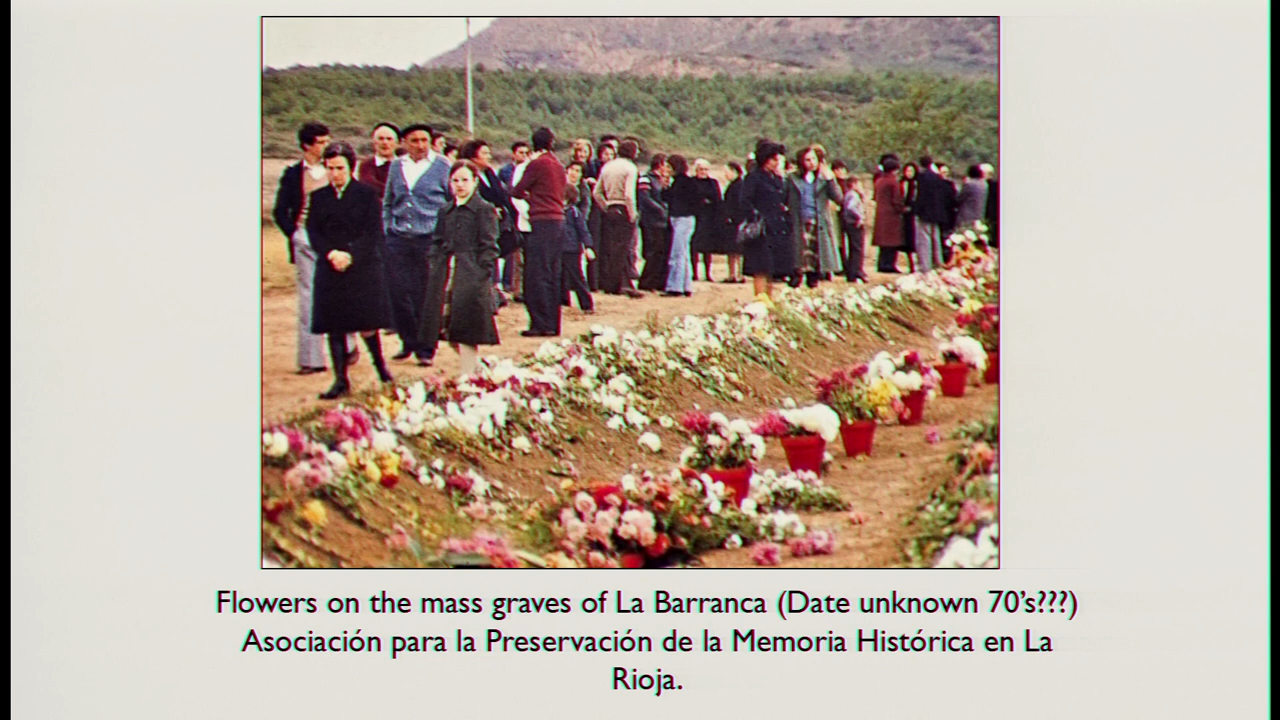 Flowers on the mass graves of La Barranca (Date unknown 70’s???)
Asociación para la Preservación de la Memoria Histórica en La
Rioja.